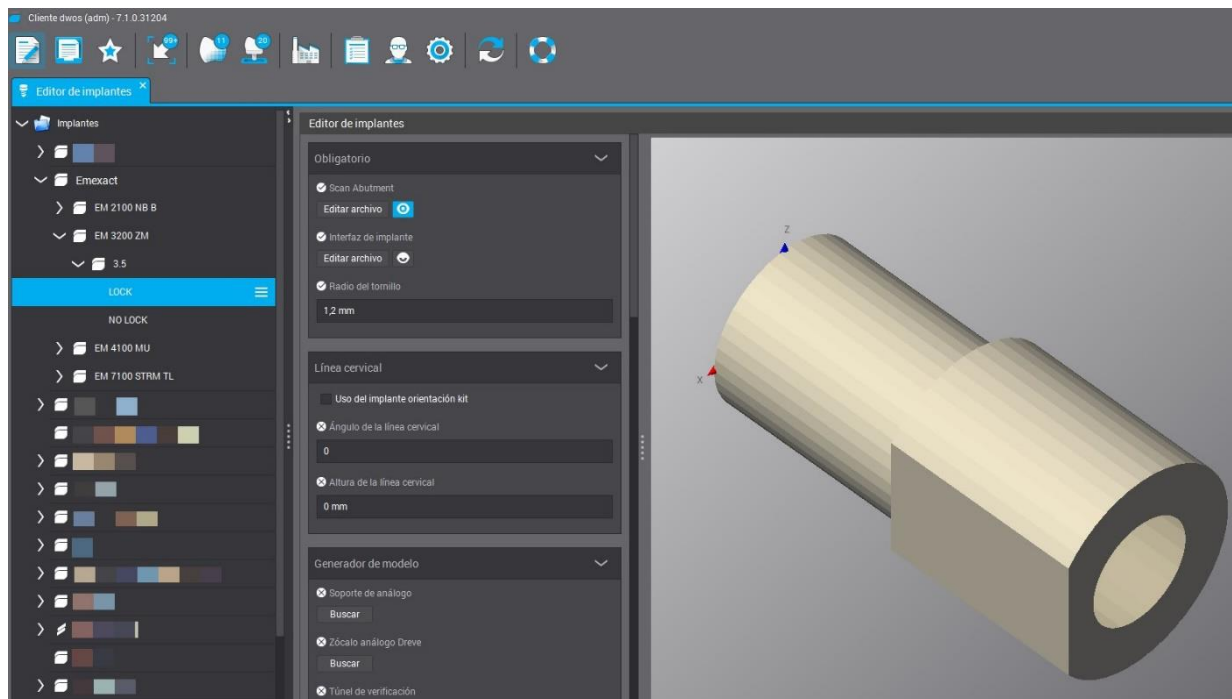 Cliente dwos (adm) - 7.1.0.31204
99+
11
20
Editor de implantes
Implantes
Emexact
EM 2100 NB B
EM 3200 ZM
3.5
LOCK
NO LOCK
EM 4100 MU
EM 7100 STRM TL
Editor de implantes
Obligatorio
Scan Abutment
Editar archivo
Interfaz de implante
Editar archivo
Radio del tornillo
1,2 mm
Línea cervical
Uso del implante orientación kit
Ángulo de la línea cervical
0
Altura de la línea cervical
0 mm
Generador de modelo
Soporte de análogo
Buscar
Zócalo análogo Dreve
Buscar
Túnel de verificación
Z
X